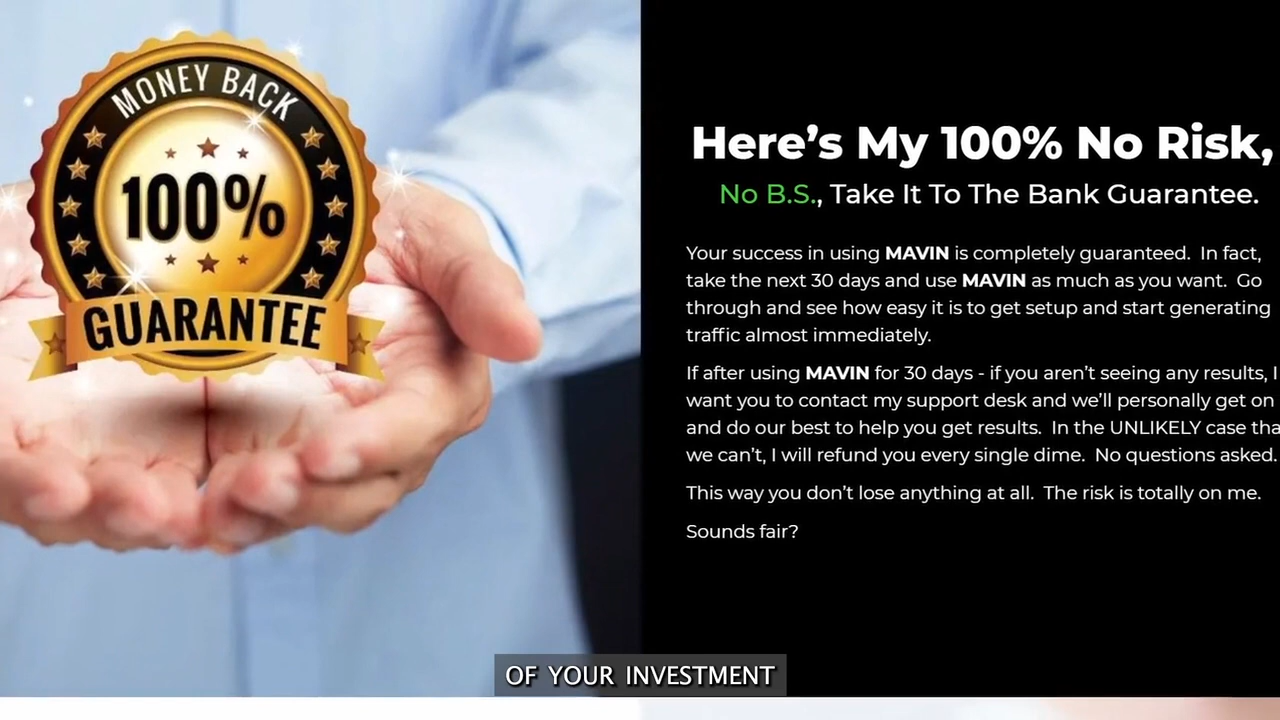 MONEY BACK
100%
GUARANTEE
Here's My 100% No Risk,
No B.S., Take It To The Bank Guarantee.
Your success in using MAVIN is completely guaranteed. In fact,
take the next 30 days and use MAVIN as much as you want. Go
through and see how easy it is to get setup and start generating
traffic almost immediately.
If after using MAVIN for 30 days - if you aren't seeing any results, I
want you to contact my support desk and we'll personally get on
and do our best to help you get results. In the UNLIKELY case tha
we can't, I will refund you every single dime. No questions asked.
This way you don't lose anything at all. The risk is totally on me.
Sounds fair?
OF YOUR INVESTMENT